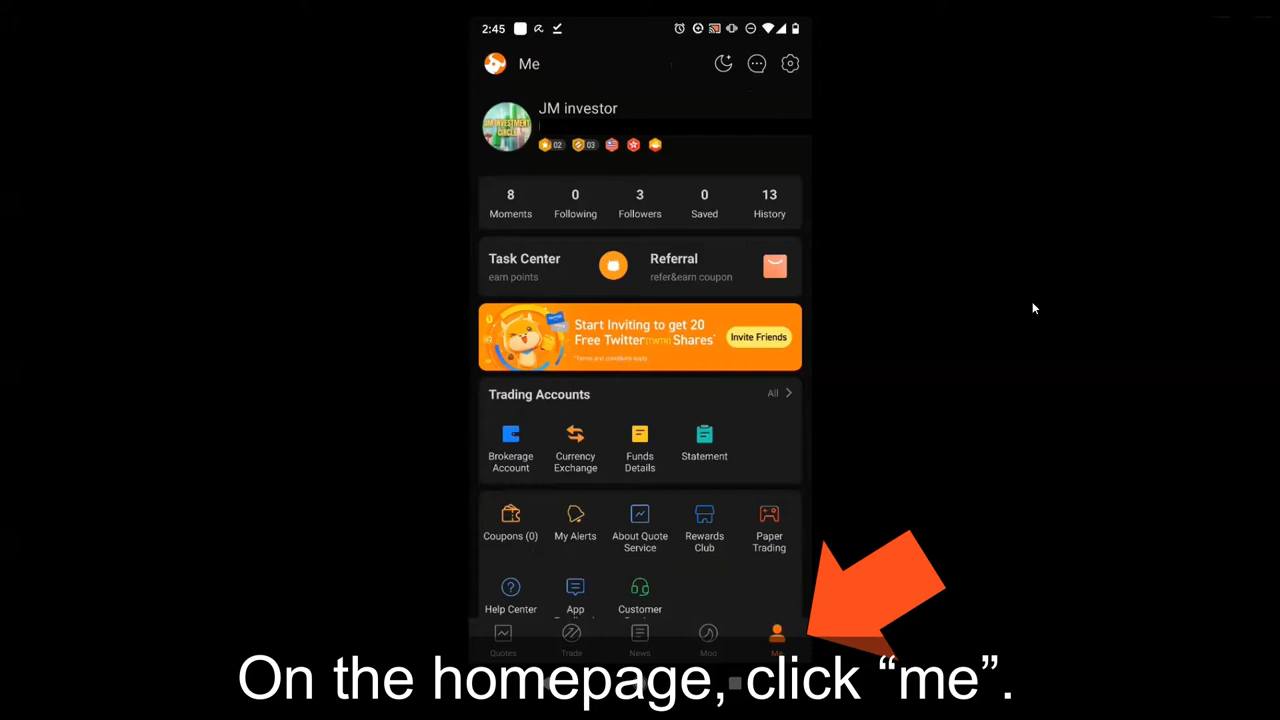 2:45
Me
JM investor
JM INVESTMENT
CIRCLE
02 03
8 0 3 0 13
Moments Following Followers Saved History
Task Center Referral
earn points refer&earn coupon
Start Inviting to get 20
Free Twitter(TWTR) Shares*
*Terms and conditions apply
Invite Friends
Trading Accounts All
Brokerage Account
Currency Exchange
Funds Details
Statement
Coupons (0)
My Alerts
About Quote Service
Rewards Club
Paper Trading
Help Center
App
Customer
Quotes Trade News Moo Me
On the homepage, click “me”.